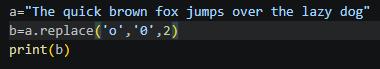 a="The quick brown fox jumps over the lazy dog"
b=a.replace('o','0',2)
print(b)